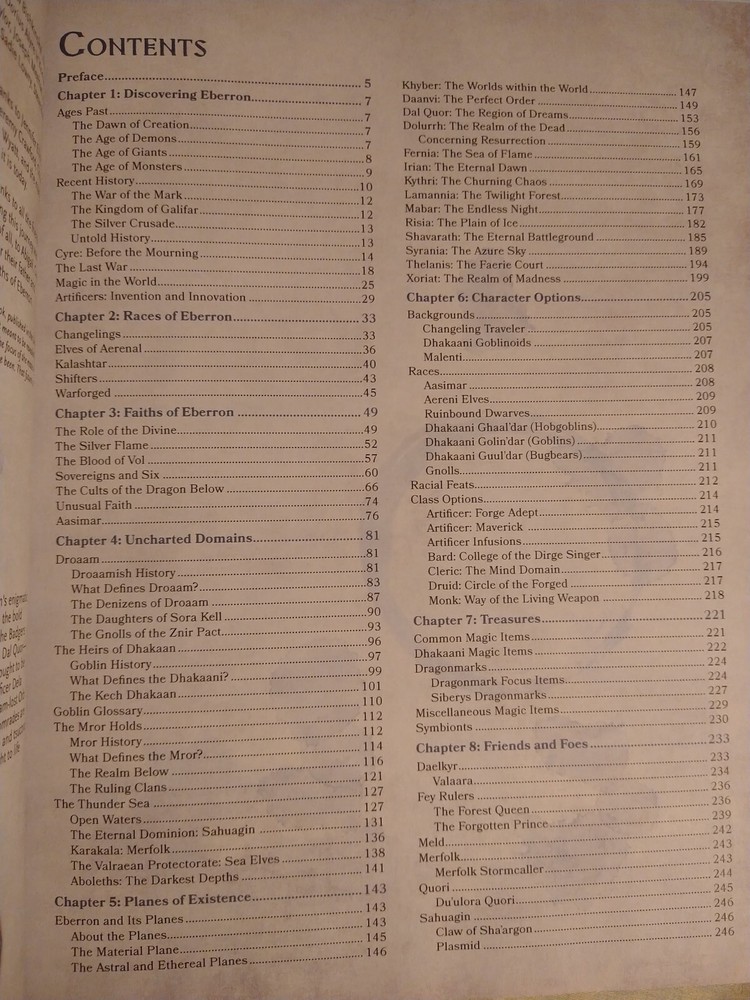 CONTENTS
Preface 5
Chapter 1: Discovering Eberron 7
Ages Past 7
The Dawn of Creation 7
The Age of Demons 7
The Age of Giants 8
The Age of Monsters 9
Recent History 10
The War of the Mark 12
The Kingdom of Galifar 12
The Silver Crusade 13
Untold History 13
Cyre: Before the Mourning 14
The Last War 18
Magic in the World 25
Artificers: Invention and Innovation 29
Chapter 2: Races of Eberron 33
Changelings 33
Elves of Aerenal 36
Kalashtar 40
Shifters 43
Warforged 45
Chapter 3: Faiths of Eberron 49
The Role of the Divine 49
The Silver Flame 52
The Blood of Vol 57
Sovereigns and Six 60
The Cults of the Dragon Below 66
Unusual Faith 74
Aasimar 76
Chapter 4: Uncharted Domains 81
Droaam 81
Droaamish History 81
What Defines Droaam? 83
The Denizens of Droaam 87
The Daughters of Sora Kell 90
The Gnolls of the Znir Pact 93
The Heirs of Dhakaan 96
Goblin History 97
What Defines the Dhakaani? 99
The Kech Dhakaan 101
Goblin Glossary 110
The Mror Holds 112
Mror History 112
What Defines the Mror? 114
The Realm Below 116
The Ruling Clans 121
The Thunder Sea 127
Open Waters 127
The Eternal Dominion: Sahuagin 131
Karakala: Merfolk 136
The Valraean Protectorate: Sea Elves 138
Aboleths: The Darkest Depths 141
Chapter 5: Planes of Existence 143
Eberron and Its Planes 143
About the Planes 143
The Material Plane 145
The Astral and Ethereal Planes 146
Khyber: The Worlds within the World 147
Daanvi: The Perfect Order 149
Dal Quor: The Region of Dreams 153
Dolurrh: The Realm of the Dead 156
Concerning Resurrection 159
Fernia: The Sea of Flame 161
Irian: The Eternal Dawn 165
Kythri: The Churning Chaos 169
Lamannia: The Twilight Forest 173
Mabar: The Endless Night 177
Risia: The Plain of Ice 182
Shavarath: The Eternal Battleground 185
Syrania: The Azure Sky 189
Thelanis: The Faerie Court 194
Xoriat: The Realm of Madness 199
Chapter 6: Character Options 205
Backgrounds 205
Changeling Traveler 205
Dhakaani Goblinoids 207
Malenti 207
Races 208
Aasimar 208
Aereni Elves 209
Ruinbound Dwarves 209
Dhakaani Ghaal'dar (Hobgoblins) 210
Dhakaani Golin'dar (Goblins) 211
Dhakaani Guul'dar (Bugbears) 211
Gnolls 211
Racial Feats 212
Class Options 214
Artificer: Forge Adept 214
Artificer: Maverick 215
Artificer Infusions 215
Bard: College of the Dirge Singer 216
Cleric: The Mind Domain 217
Druid: Circle of the Forged 217
Monk: Way of the Living Weapon 218
Chapter 7: Treasures 221
Common Magic Items 221
Dhakaani Magic Items 222
Dragonmarks 224
Dragonmark Focus Items 224
Siberys Dragonmarks 227
Miscellaneous Magic Items 229
Symbionts 230
Chapter 8: Friends and Foes 233
Daelkyr 233
Valaara 234
Fey Rulers 236
The Forest Queen 236
The Forgotten Prince 239
Meld 242
Merfolk 243
Merfolk Stormcaller 243
Quori 244
Du'ulora Quori 245
Sahuagin 246
Claw of Sha'argon 246
Plasmid 246